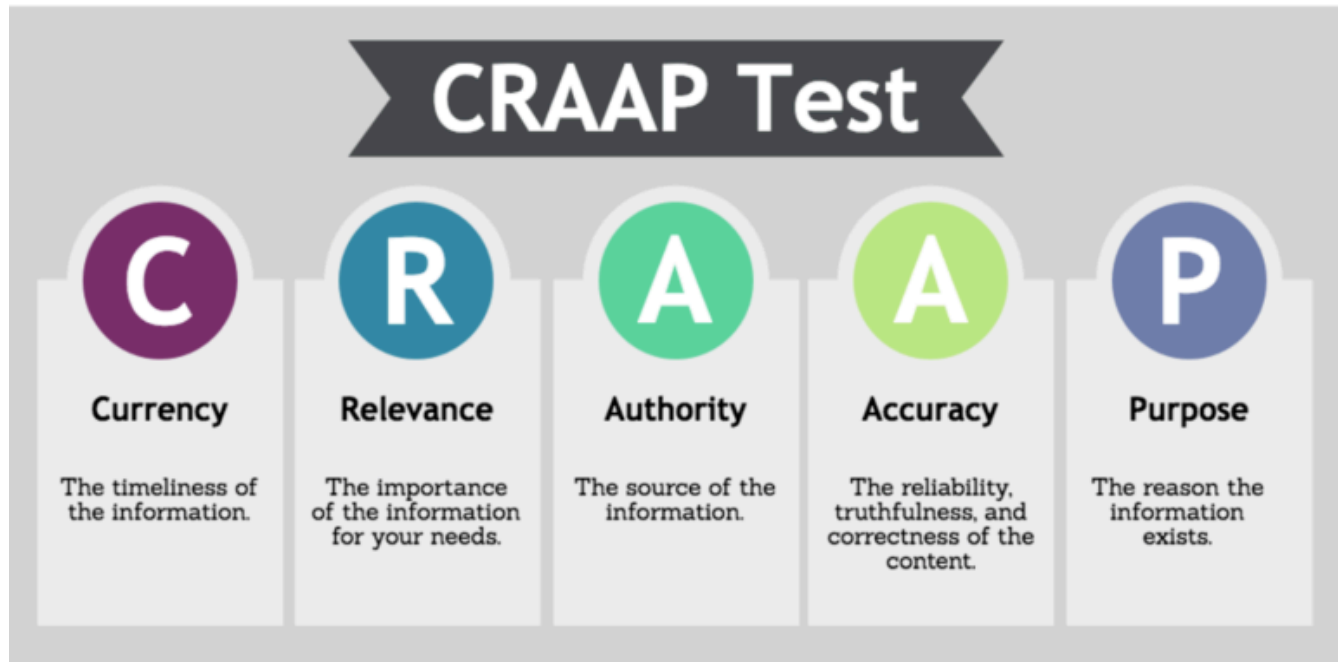 CRAAP Test
C
Currency
The timeliness of
the information.
R
Relevance
The importance
of the information
for your needs.
A
Authority
The source of the
information.
A
Accuracy
The reliability,
truthfulness, and
correctness of the
content.
P
Purpose
The reason the
information
exists.